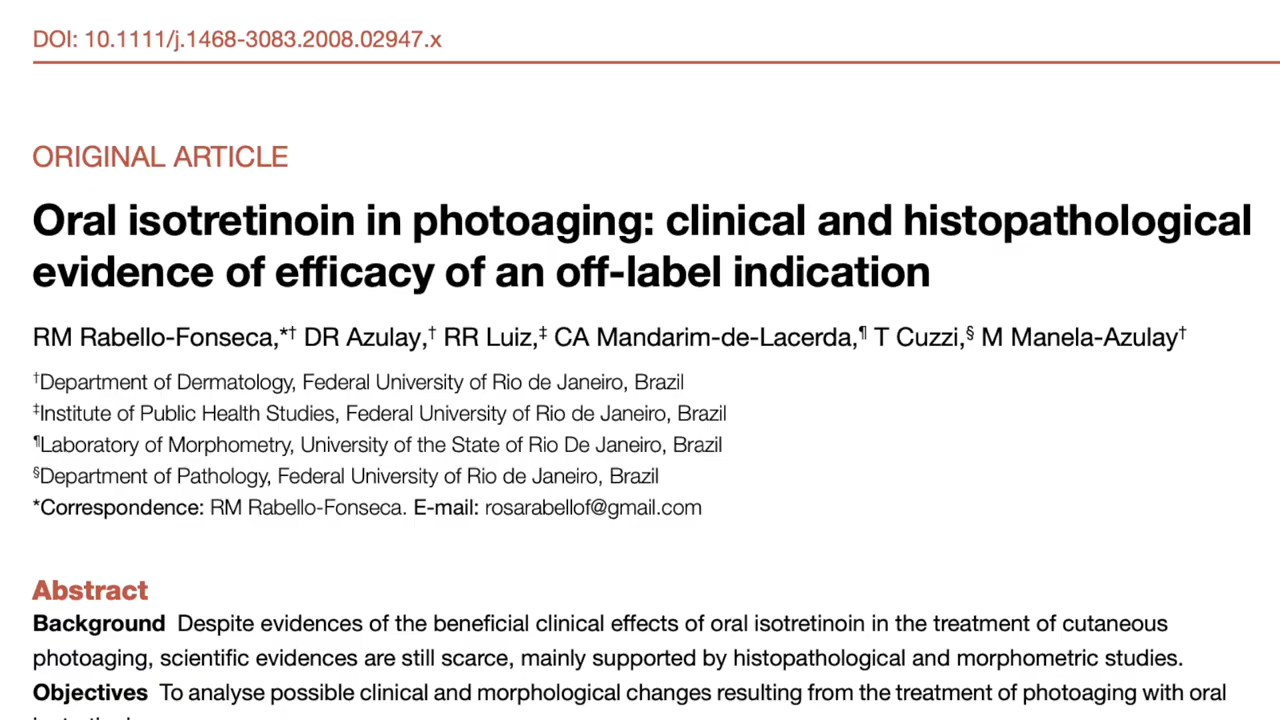 DOI: 10.1111/j.1468-3083.2008.02947.x
ORIGINAL ARTICLE
Oral isotretinoin in photoaging: clinical and histopathological
evidence of efficacy of an off-label indication
RM Rabello-Fonseca,*† DR Azulay,† RR Luiz,‡ CA Mandarim-de-Lacerda,¶ T Cuzzi,§ M Manela-Azulay†
†Department of Dermatology, Federal University of Rio de Janeiro, Brazil
‡Institute of Public Health Studies, Federal University of Rio de Janeiro, Brazil
¶Laboratory of Morphometry, University of the State of Rio De Janeiro, Brazil
§Department of Pathology, Federal University of Rio de Janeiro, Brazil
*Correspondence: RM Rabello-Fonseca. E-mail: rosarabellof@gmail.com
Abstract
Background Despite evidences of the beneficial clinical effects of oral isotretinoin in the treatment of cutaneous
photoaging, scientific evidences are still scarce, mainly supported by histopathological and morphometric studies.
Objectives To analyse possible clinical and morphological changes resulting from the treatment of photoaging with oral